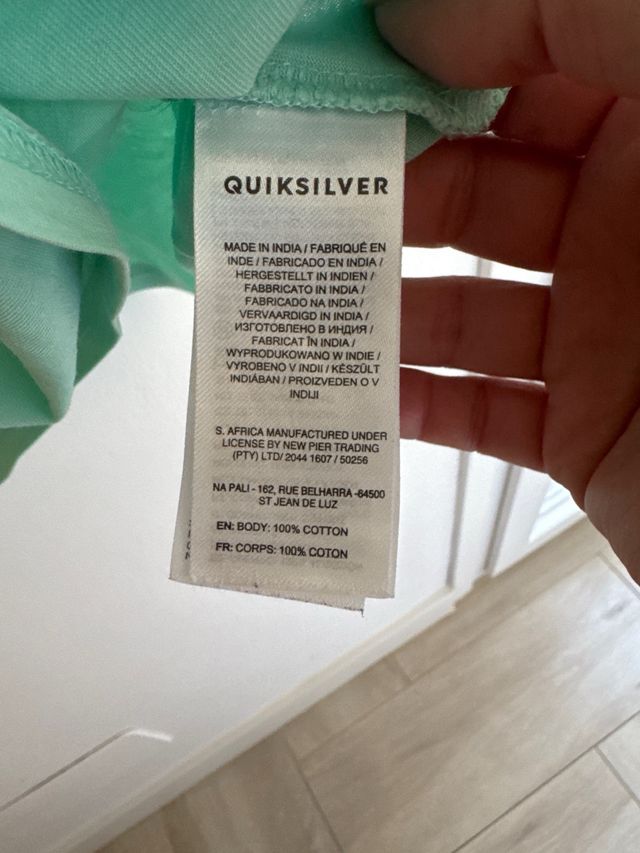 QUIKSILVER
MADE IN INDIA / FABRIQUÉ EN
INDE / FABRICADO EN INDIA /
HERGESTELLT IN INDIEN /
FABBRICATO IN INDIA /
FABRICADO NA INDIA /
VERVAARDIGD IN INDIA /
ИЗГОТОВЛЕНО В ИНДИЯ /
FABRICAT ÎN INDIA /
WYPRODUKOWANO W INDIE /
VYROBENO V INDII / KÉSZÜLT
INDIÁBAN / PROIZVEDEN O V
INDIJI
S. AFRICA MANUFACTURED UNDER
LICENSE BY NEW PIER TRADING
(PTY) LTD/ 2044 1607 / 50256
NA PALI - 162, RUE BELHARRA -64500
ST JEAN DE LUZ
EN: BODY: 100% COTTON
FR: CORPS: 100% COTON